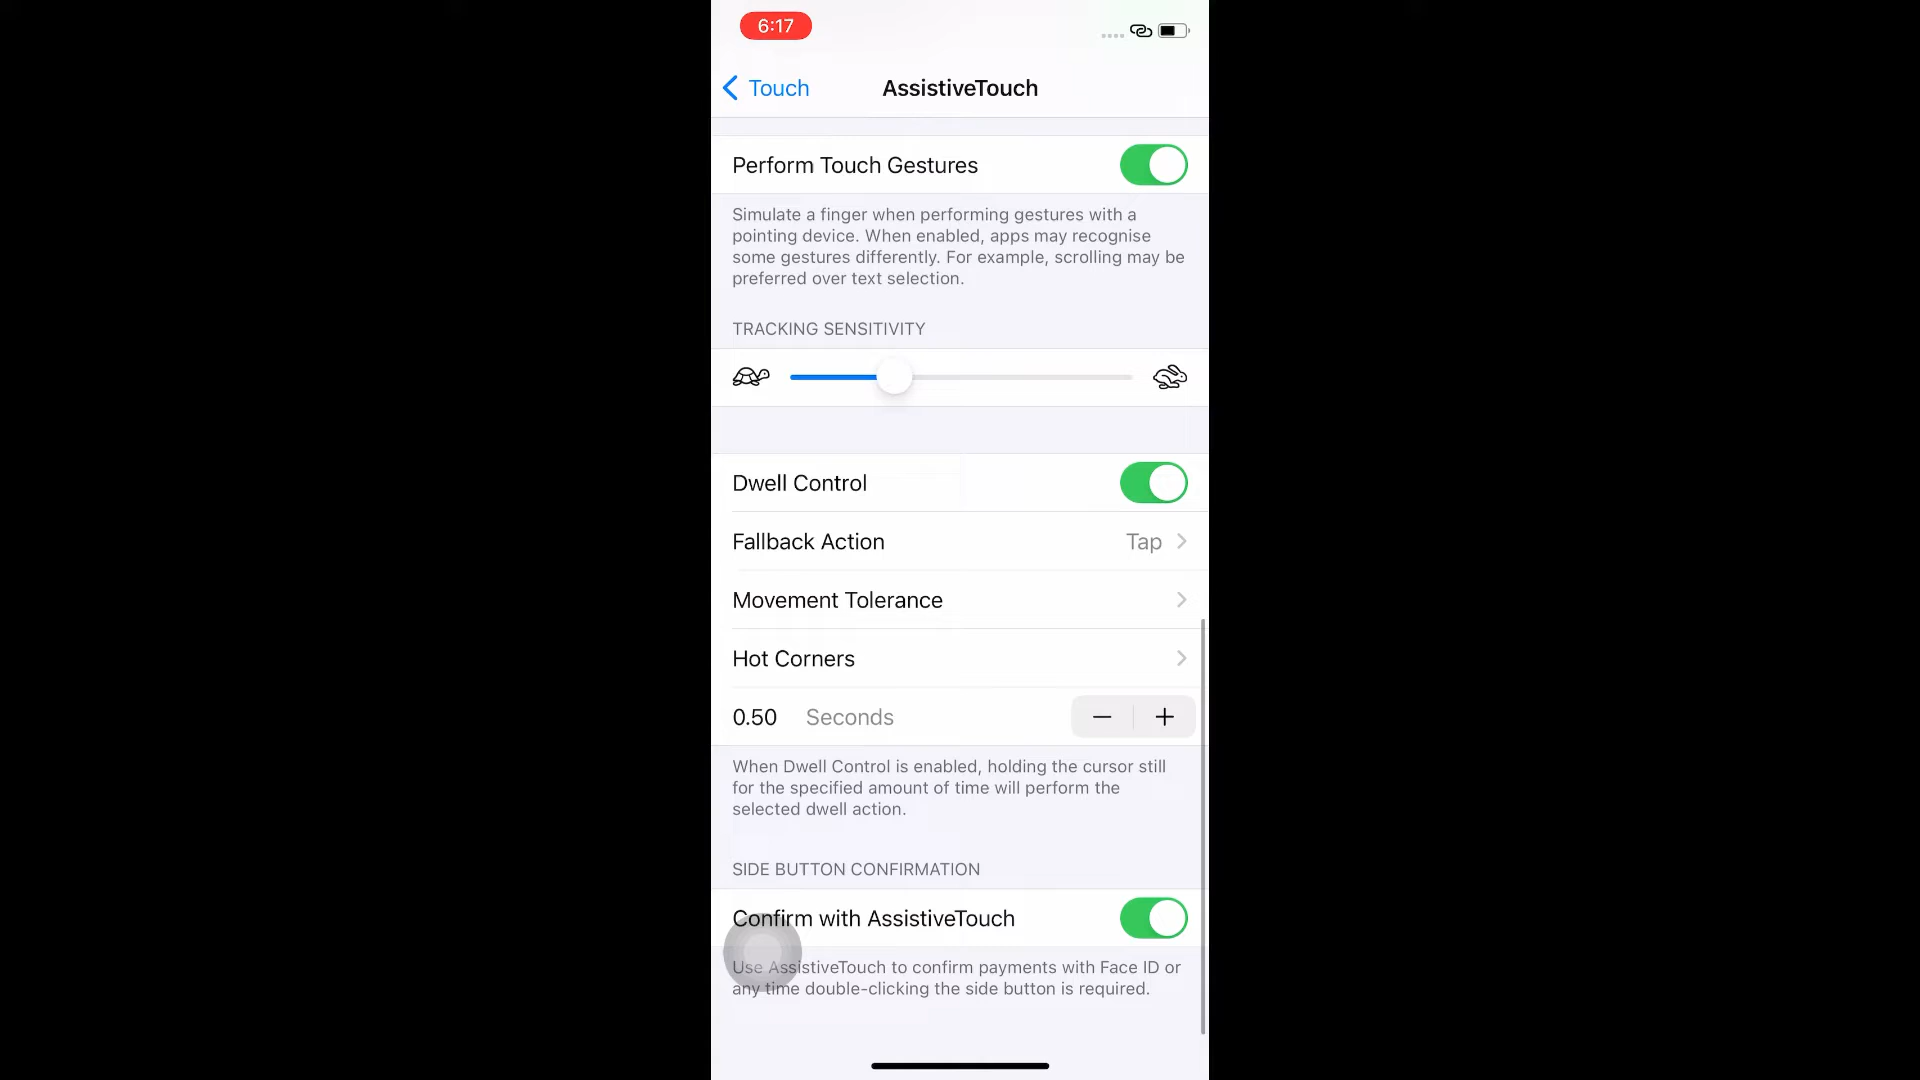 6:17
Touch
AssistiveTouch
Perform Touch Gestures
Simulate a finger when performing gestures with a
pointing device. When enabled, apps may recognise
some gestures differently. For example, scrolling may be
preferred over text selection.
TRACKING SENSITIVITY
Dwell Control
Fallback Action Tap
Movement Tolerance
Hot Corners
0.50 Seconds
When Dwell Control is enabled, holding the cursor still
for the specified amount of time will perform the
selected dwell action.
SIDE BUTTON CONFIRMATION
Confirm with AssistiveTouch
Use AssistiveTouch to confirm payments with Face ID or
any time double-clicking the side button is required.